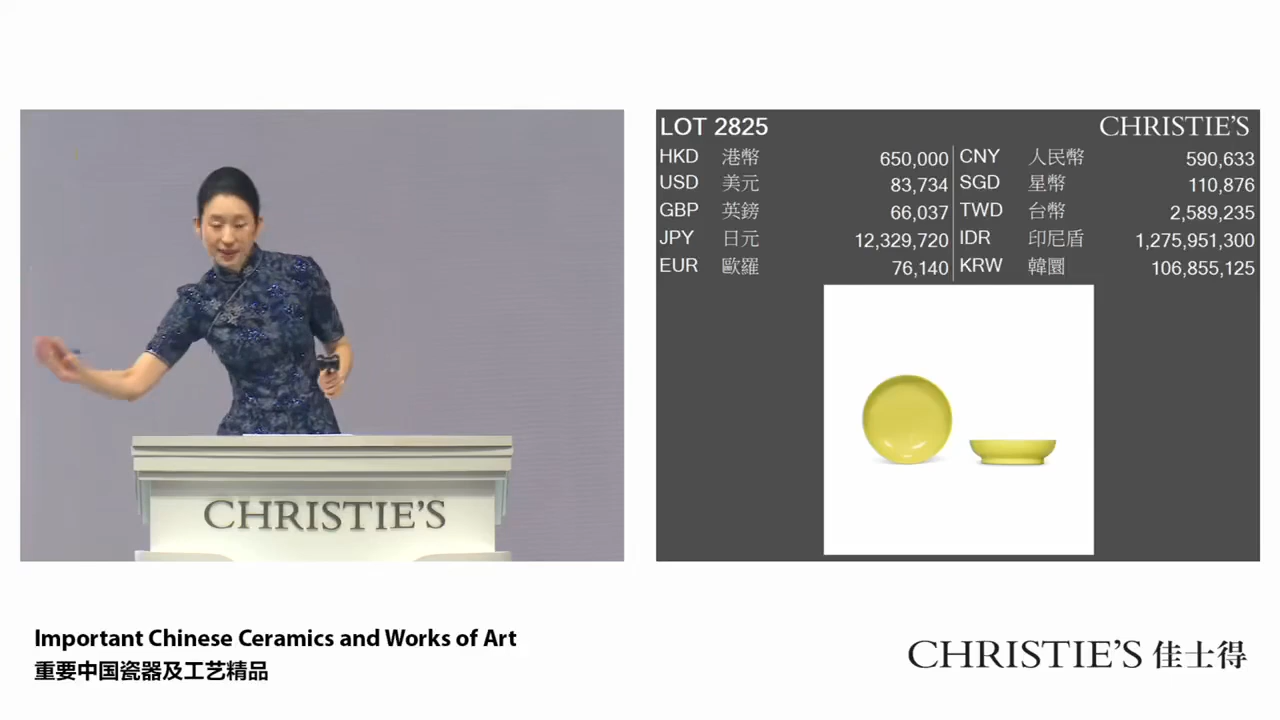 CHRISTIE'S
LOT 2825
CHRISTIE'S
HKD 港幣 650,000 CNY 人民幣 590,633
USD 美元 83,734 SGD 星幣 110,876
GBP 英鎊 66,037 TWD 台幣 2,589,235
JPY 日元 12,329,720 IDR 印尼盾 1,275,951,300
EUR 歐羅 76,140 KRW 韓圜 106,855,125
Important Chinese Ceramics and Works of Art
重要中国瓷器及工艺精品
CHRISTIE'S 佳士得